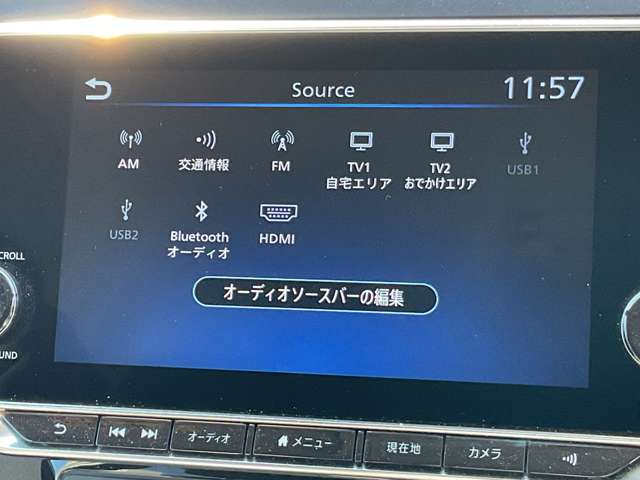 Source
11:57
AM
交通情報
FM
TV1
自宅エリア
TV2
おでかけエリア
USB1
USB2
Bluetooth
オーディオ
HDMI
オーディオソースバーの編集
オーディオ
メニュー
現在地
カメラ